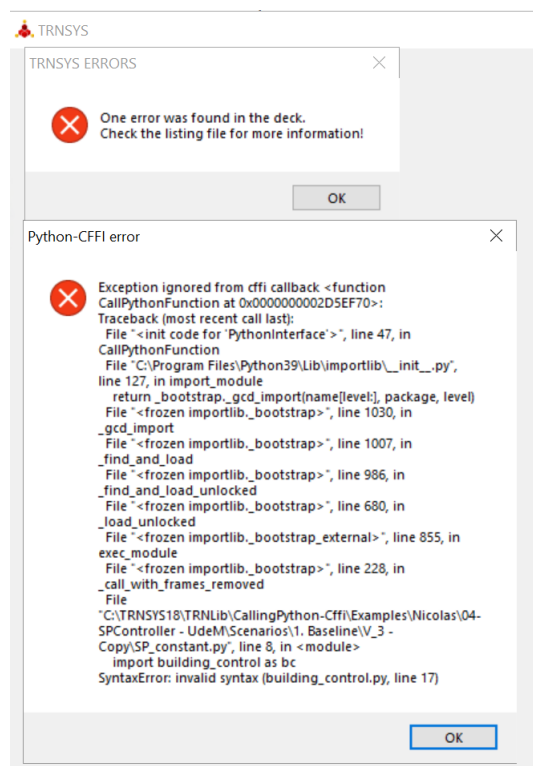 TRNSYS
TRNSYS ERRORS
One error was found in the deck.
Check the listing file for more information!
OK
Python-CFFI error
Exception ignored from cffi callback <function
CallPythonFunction at 0x0000000002D5EF70>:
Traceback (most recent call last):
File "<init code for 'PythonInterface'>", line 47, in
CallPythonFunction
File "C:\Program Files\Python39\Lib\importlib\__init__.py",
line 127, in import_module
return _bootstrap._gcd_import(name[level:], package, level)
File "<frozen importlib._bootstrap>", line 1030, in
_gcd_import
File "<frozen importlib._bootstrap>", line 1007, in
_find_and_load
File "<frozen importlib._bootstrap>", line 986, in
_find_and_load_unlocked
File "<frozen importlib._bootstrap>", line 680, in
_load_unlocked
File "<frozen importlib._bootstrap_external>", line 855, in
exec_module
File "<frozen importlib._bootstrap>", line 228, in
_call_with_frames_removed
File
"C:\TRNSYS18\TRNLib\CallingPython-Cffi\Examples\Nicolas\04-
SPController - UdeM\Scenarios\1. Baseline\V_3 -
Copy\SP_constant.py", line 8, in <module>
import building_control as bc
SyntaxError: invalid syntax (building_control.py, line 17)
OK